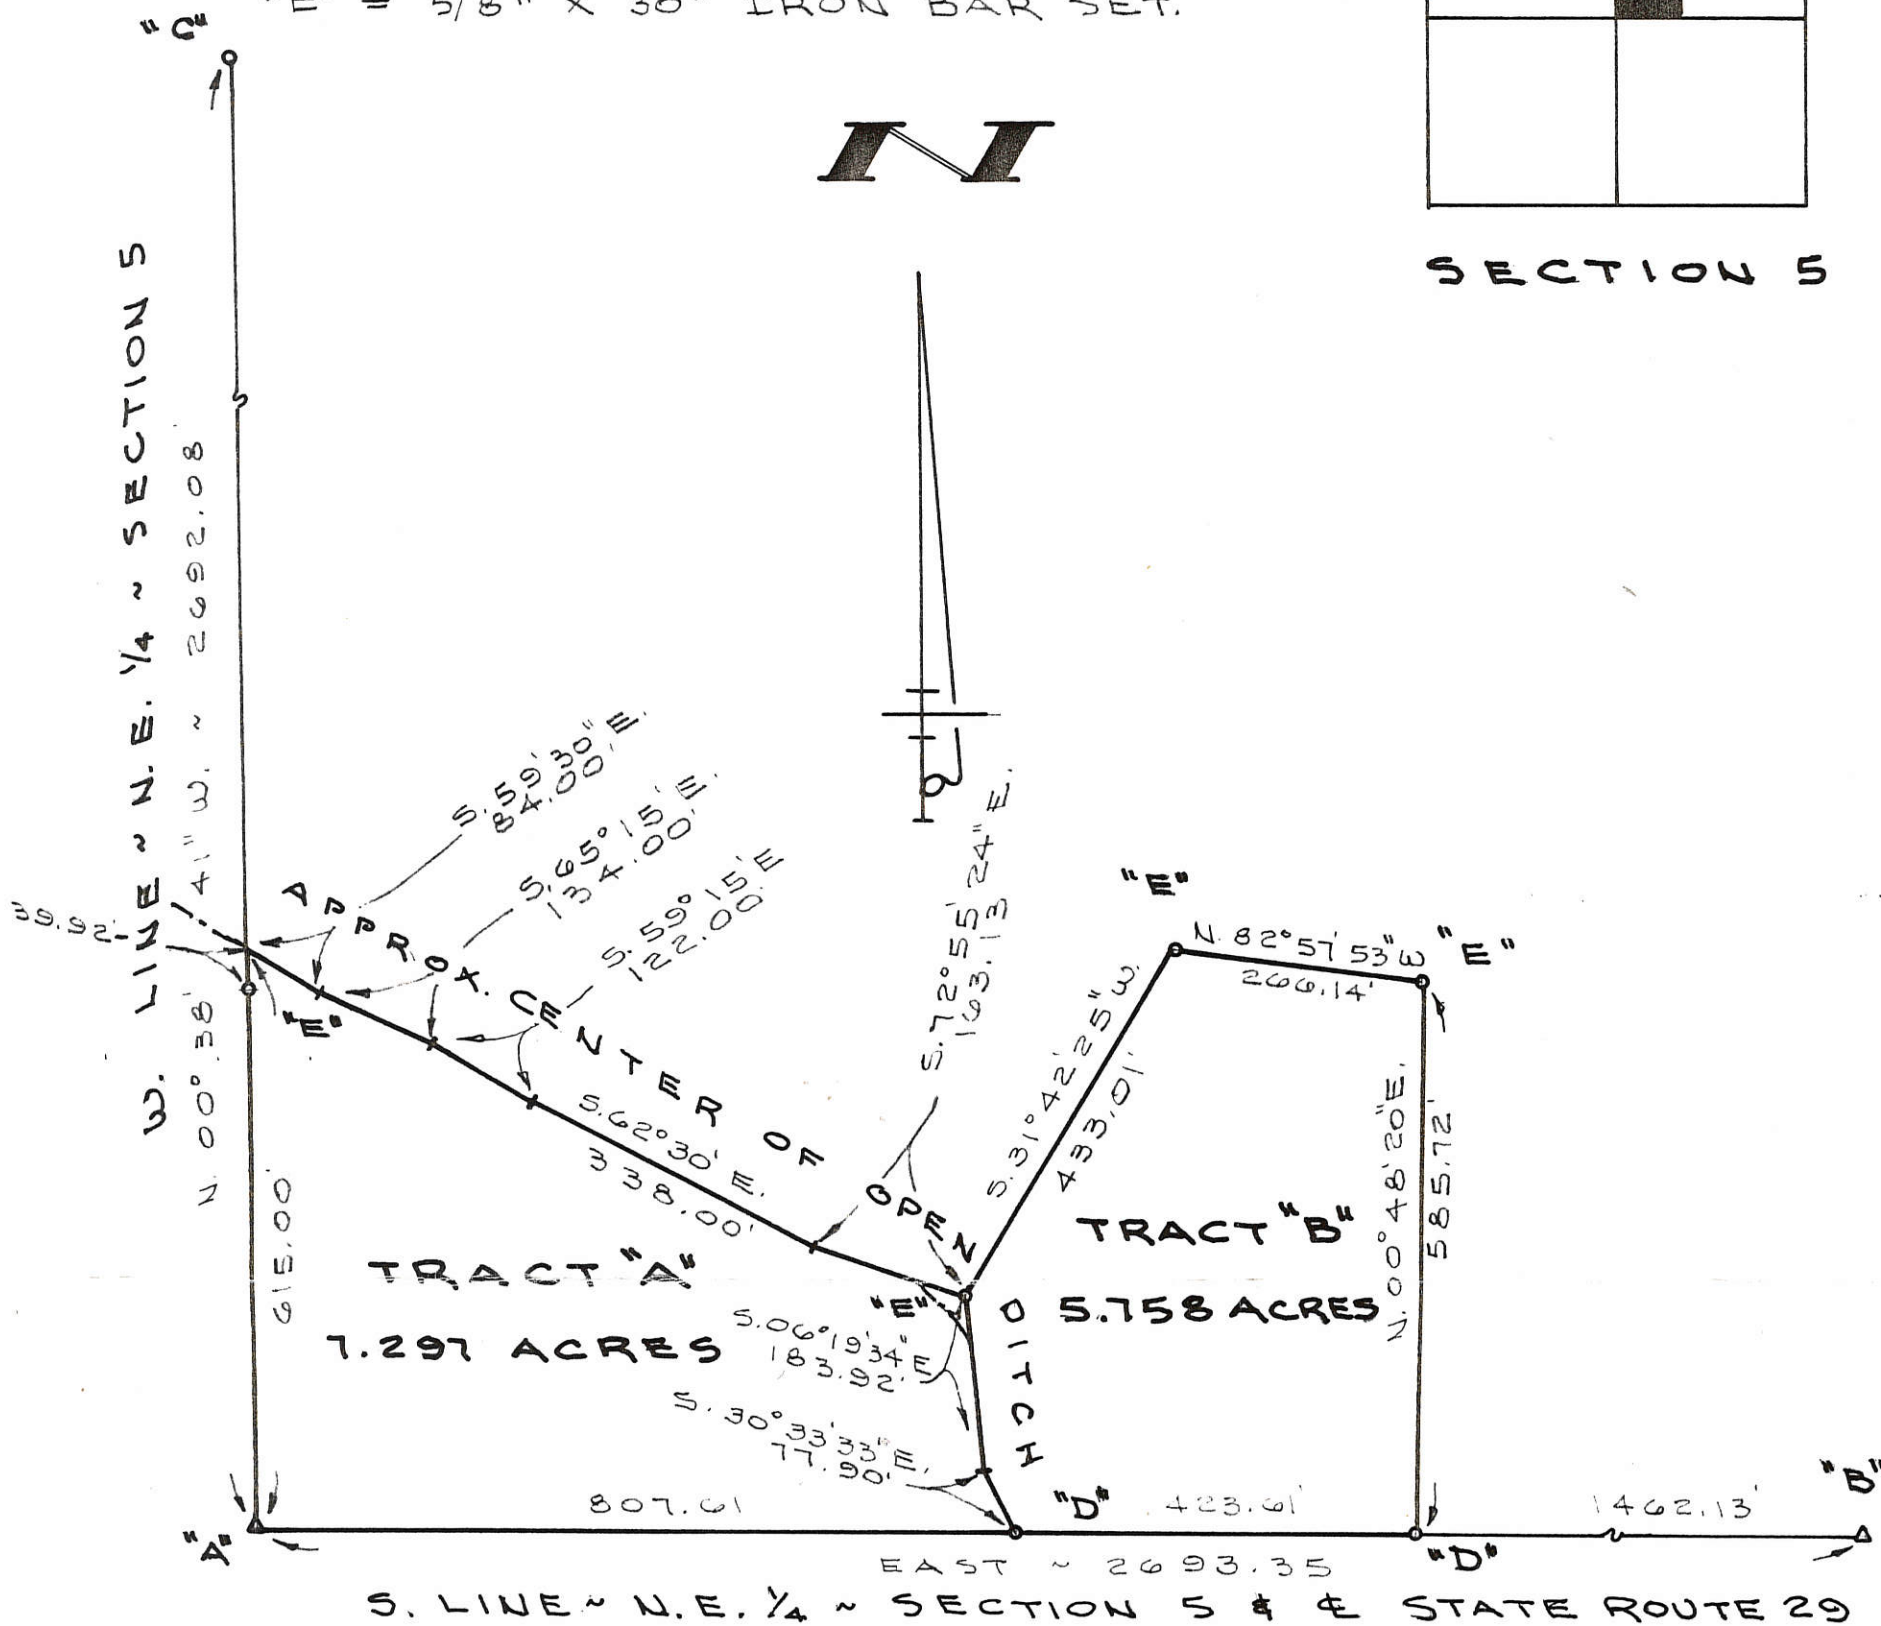 "E" = 5/8" X 30" IRON BAR SET.
"C"
N
SECTION 5
W. LINE ~ N.E. 1/4 ~ SECTION 5
N. 00°.38' 41" W. ~ 2692.08'
39.92'
S. 59°30" E.
84.00'
S. 65°15' E.
134.00'
S. 59°15' E
122.00'
S. 72°55' 24" E.
163.13
APPROX. CENTER OF OPEN DITCH
"E"
S. 62°30' E.
338.00'
615.00'
"E"
N. 82°57' 53" W
266.14'
"E"
S. 31°42' 25" W.
433.01'
N. 00°48' 20" E.
585.72'
TRACT "B"
5.758 ACRES
TRACT "A"
7.297 ACRES
"E"
S. 06°19' 34" E
183.92'
S. 30°33' 33" E.
77.90'
"A"
807.61
"D"
423.61'
"D"
1462.13'
"B"
EAST ~ 2693.35
S. LINE ~ N.E. 1/4 ~ SECTION 5 & ℄ STATE ROUTE 29